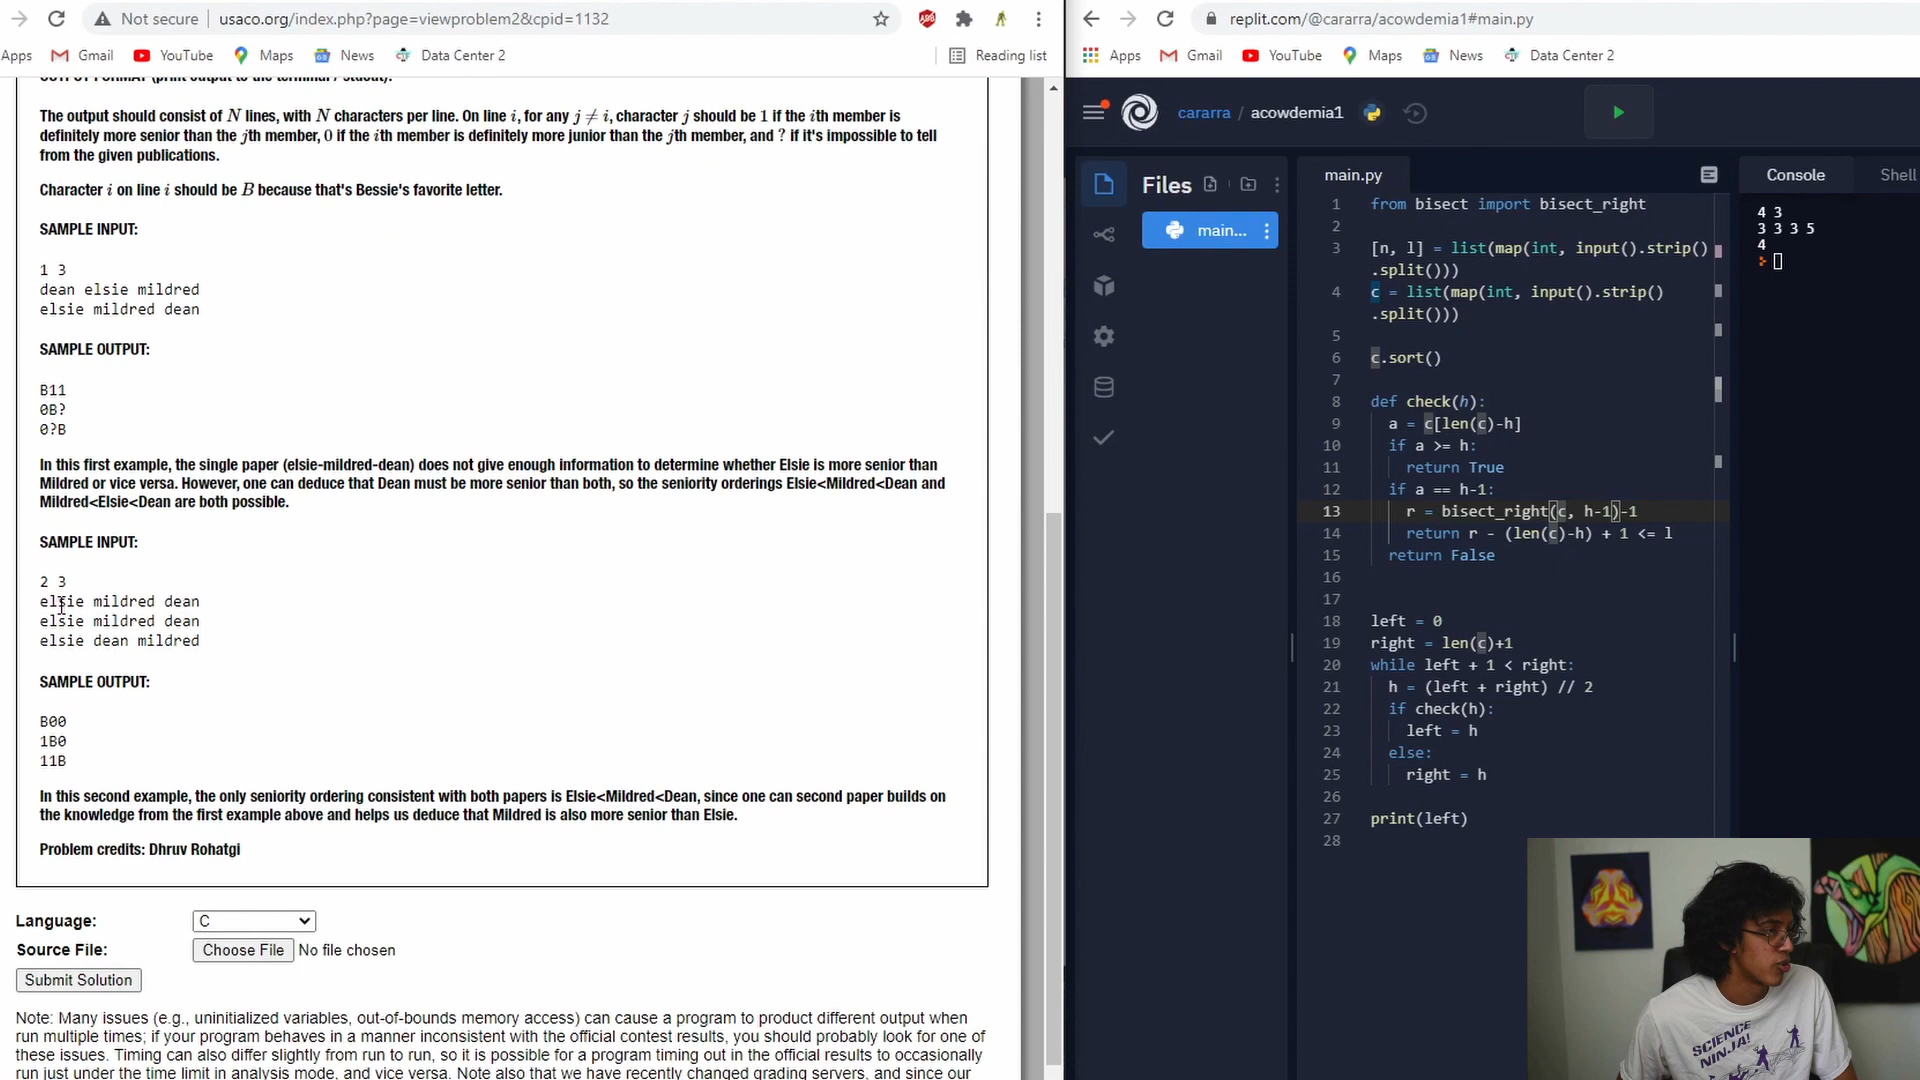 Not secure
usaco.org/index.php?page=viewproblem2&cpid=1132
Apps
Gmail
YouTube
Maps
News
Data Center 2
Reading list
OUTPUT FORMAT (print output to the terminal / stdout):
The output should consist of N lines, with N characters per line. On line i, for any j ≠ i, character j should be 1 if the ith member is
definitely more senior than the jth member, 0 if the ith member is definitely more junior than the jth member, and ? if it's impossible to tell
from the given publications.
Character i on line i should be B because that's Bessie's favorite letter.
SAMPLE INPUT:
1 3
dean elsie mildred
elsie mildred dean
SAMPLE OUTPUT:
B11
0B?
0?B
In this first example, the single paper (elsie-mildred-dean) does not give enough information to determine whether Elsie is more senior than
Mildred or vice versa. However, one can deduce that Dean must be more senior than both, so the seniority orderings Elsie<Mildred<Dean and
Mildred<Elsie<Dean are both possible.
SAMPLE INPUT:
2 3
elsie mildred dean
elsie mildred dean
elsie dean mildred
SAMPLE OUTPUT:
B00
1B0
11B
In this second example, the only seniority ordering consistent with both papers is Elsie<Mildred<Dean, since one can second paper builds on
the knowledge from the first example above and helps us deduce that Mildred is also more senior than Elsie.
Problem credits: Dhruv Rohatgi
Language:
C
Source File:
Choose File No file chosen
Submit Solution
Note: Many issues (e.g., uninitialized variables, out-of-bounds memory access) can cause a program to product different output when
run multiple times; if your program behaves in a manner inconsistent with the official contest results, you should probably look for one of
these issues. Timing can also differ slightly from run to run, so it is possible for a program timing out in the official results to occasionally
run just under the time limit in analysis mode, and vice versa. Note also that we have recently changed grading servers, and since our
replit.com/@cararra/acowdemia1#main.py
Apps
Gmail
YouTube
Maps
News
Data Center 2
cararra / acowdemia1
Files
main...
main.py
1 from bisect import bisect_right
2
3 [n, l] = list(map(int, input().strip()
.split()))
4 c = list(map(int, input().strip()
.split()))
5
6 c.sort()
7
8 def check(h):
9 a = c[len(c)-h]
10 if a >= h:
11 return True
12 if a == h-1:
13 r = bisect_right(c, h-1)-1
14 return r - (len(c)-h) + 1 <= l
15 return False
16
17
18 left = 0
19 right = len(c)+1
20 while left + 1 < right:
21 h = (left + right) // 2
22 if check(h):
23 left = h
24 else:
25 right = h
26
27 print(left)
28
Console
Shell
4 3
3 3 3 5
4
SCIENCE
NINJA!